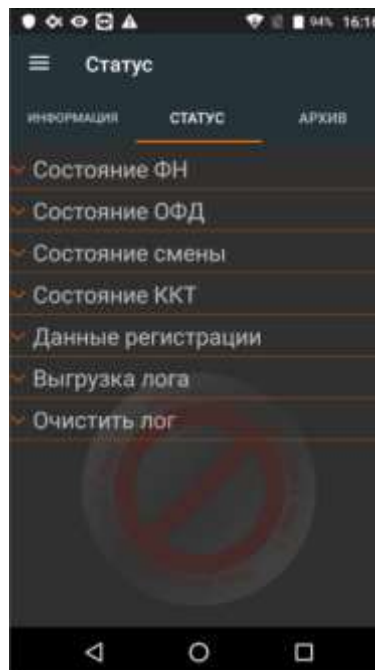 94% 16:16
Статус
ИНФОРМАЦИЯ СТАТУС АРХИВ
Состояние ФН
Состояние ОФД
Состояние смены
Состояние ККТ
Данные регистрации
Выгрузка лога
Очистить лог